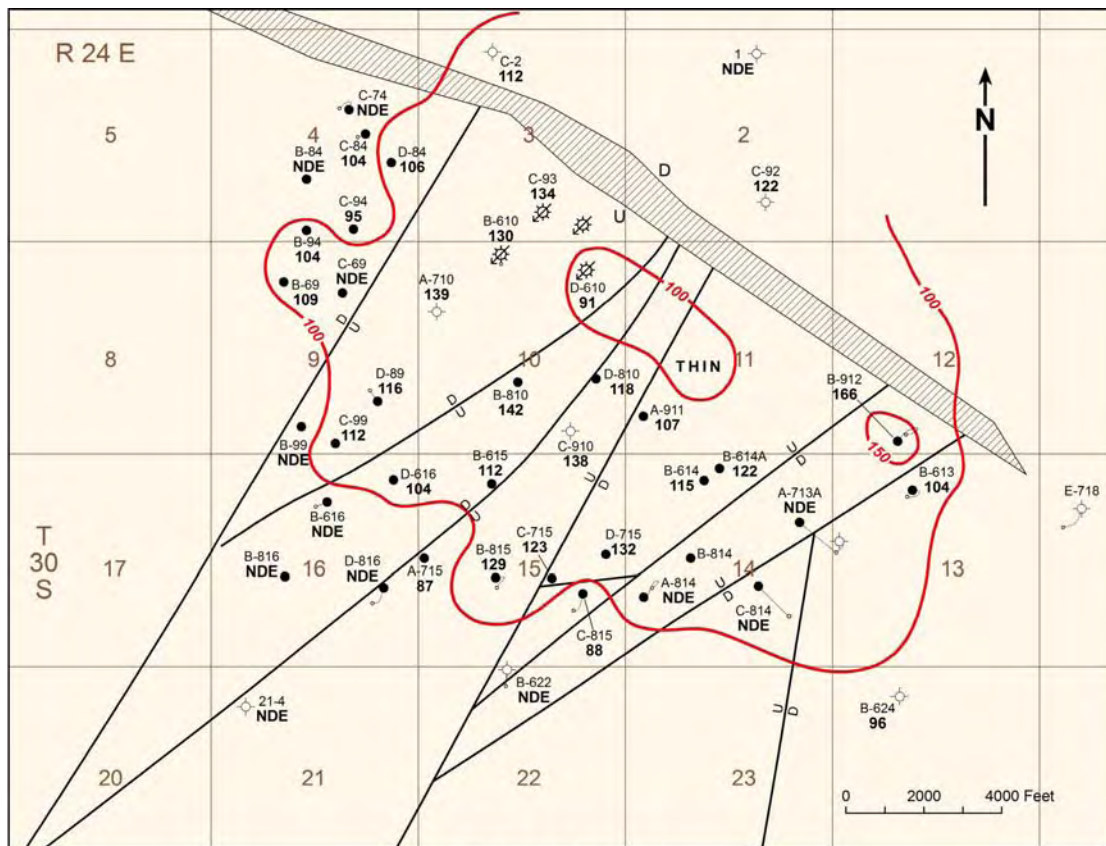 R 24 E
C-2
112
1
NDE
N
C-74
NDE
5
4
3
2
C-84
104
D-84
106
B-84
NDE
D
U
C-92
122
C-93
134
C-94
95
B-610
130
B-94
104
C-69
NDE
B-69
109
A-710
139
D-610
91
100
100
100
D
U
THIN
8
9
10
11
12
D-89
116
B-810
142
D-810
118
B-912
166
D
U
A-911
107
C-99
112
B-99
NDE
C-910
138
150
U
D
B-615
112
B-614A
122
B-614
115
U
D
D-616
104
B-613
104
A-713A
NDE
E-718
B-616
NDE
D
U
T
30
S
17
16
15
14
13
C-715
123
D-715
132
B-814
B-816
NDE
D-816
NDE
A-715
87
B-815
129
A-814
NDE
U
D
C-814
NDE
C-815
88
B-622
NDE
21-4
NDE
U
D
B-624
96
20
21
22
23
0 2000 4000 Feet